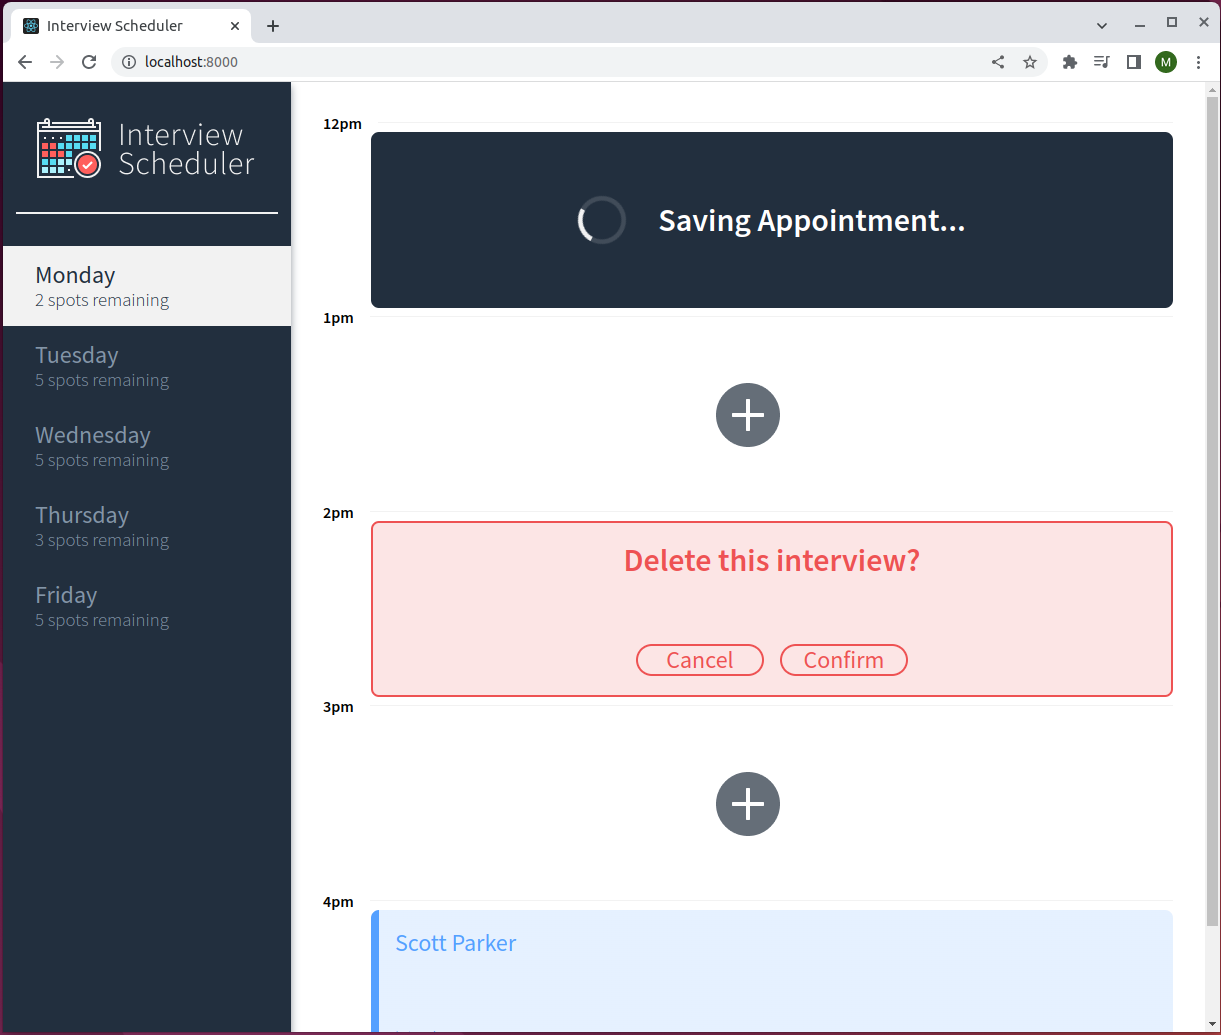 Interview Scheduler
localhost:8000
M
Interview
Scheduler
Monday
2 spots remaining
Tuesday
5 spots remaining
Wednesday
5 spots remaining
Thursday
3 spots remaining
Friday
5 spots remaining
12pm
Saving Appointment...
1pm
2pm
Delete this interview?
Cancel Confirm
3pm
4pm
Scott Parker